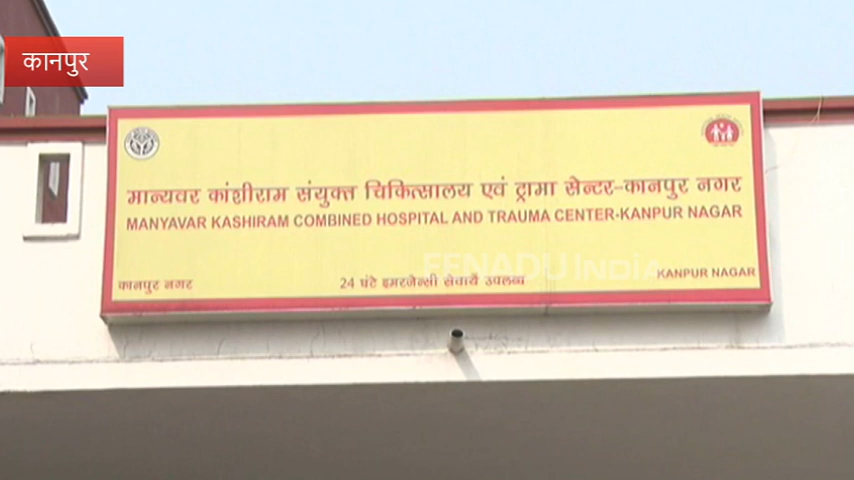 कानपुर
मान्यवर कांशीराम संयुक्त चिकित्सालय एवं ट्रामा सेन्टर-कानपुर नगर
MANYAVAR KASHIRAM COMBINED HOSPITAL AND TRAUMA CENTER-KANPUR NAGAR
EENADU INDIA
कानपुर नगर 24 घंटे इमरजेन्सी सेवायें उपलब्ध KANPUR NAGAR